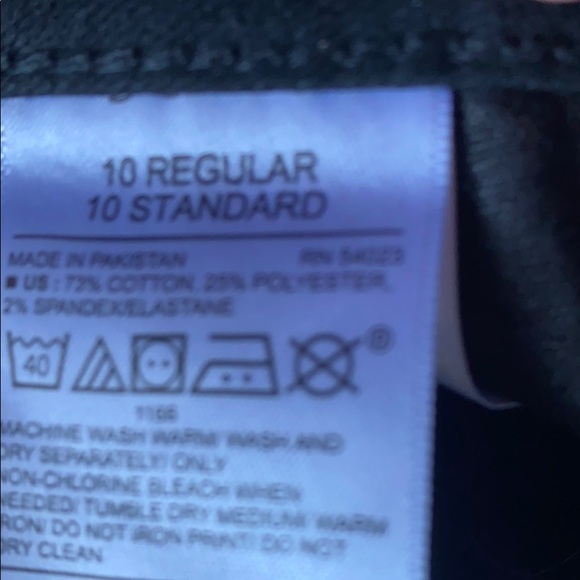 10 REGULAR
10 STANDARD
MADE IN PAKISTAN RN 54023
US : 73% COTTON, 25% POLYESTER,
2% SPANDEX/ELASTANE
40
1166
MACHINE WASH WARM/ WASH AND
DRY SEPARATELY/ ONLY
NON-CHLORINE BLEACH WHEN
NEEDED/ TUMBLE DRY MEDIUM/ WARM
IRON/ DO NOT IRON PRINT/ DO NOT
DRY CLEAN